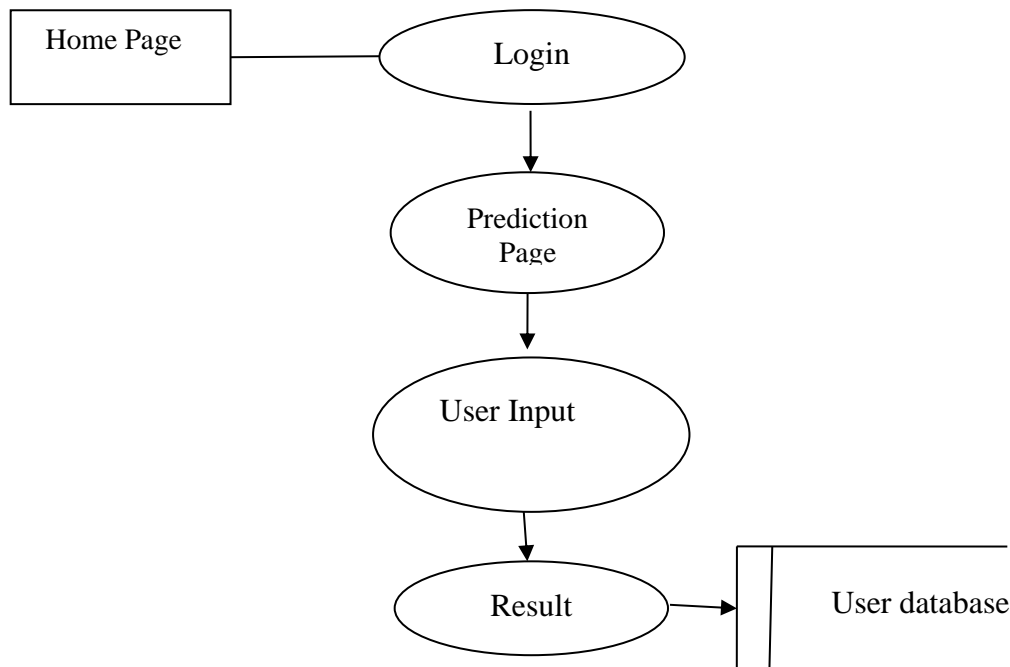 Home Page
Login
Prediction
Page
User Input
Result
User database